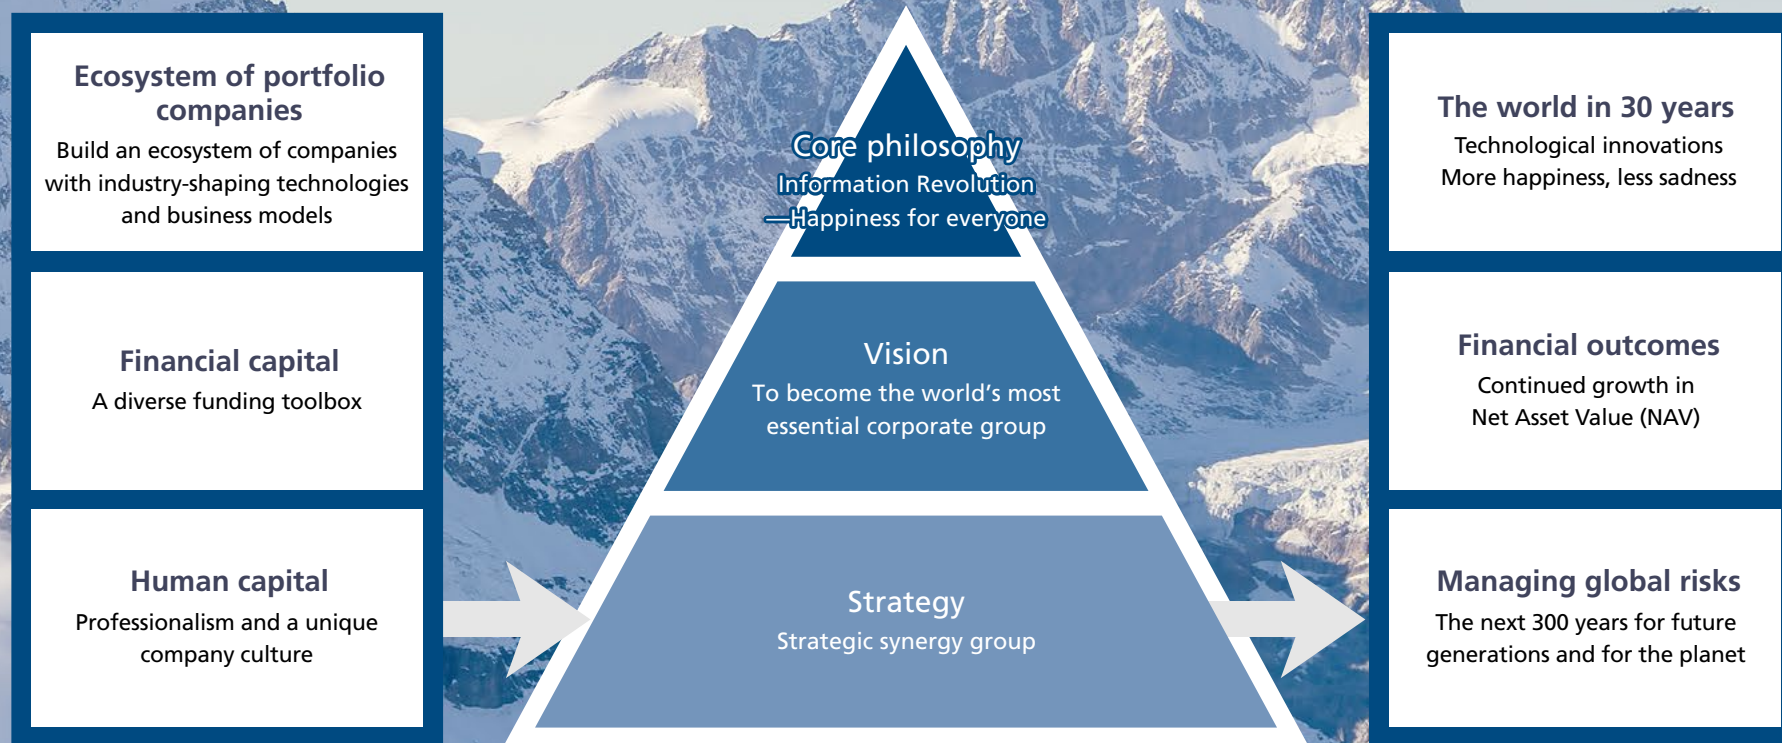 Ecosystem of portfolio
companies
Build an ecosystem of companies
with industry-shaping technologies
and business models
Financial capital
A diverse funding toolbox
Human capital
Professionalism and a unique
company culture
Core philosophy
Information Revolution
—Happiness for everyone
Vision
To become the world's most
essential corporate group
Strategy
Strategic synergy group
The world in 30 years
Technological innovations
More happiness, less sadness
Financial outcomes
Continued growth in
Net Asset Value (NAV)
Managing global risks
The next 300 years for future
generations and for the planet